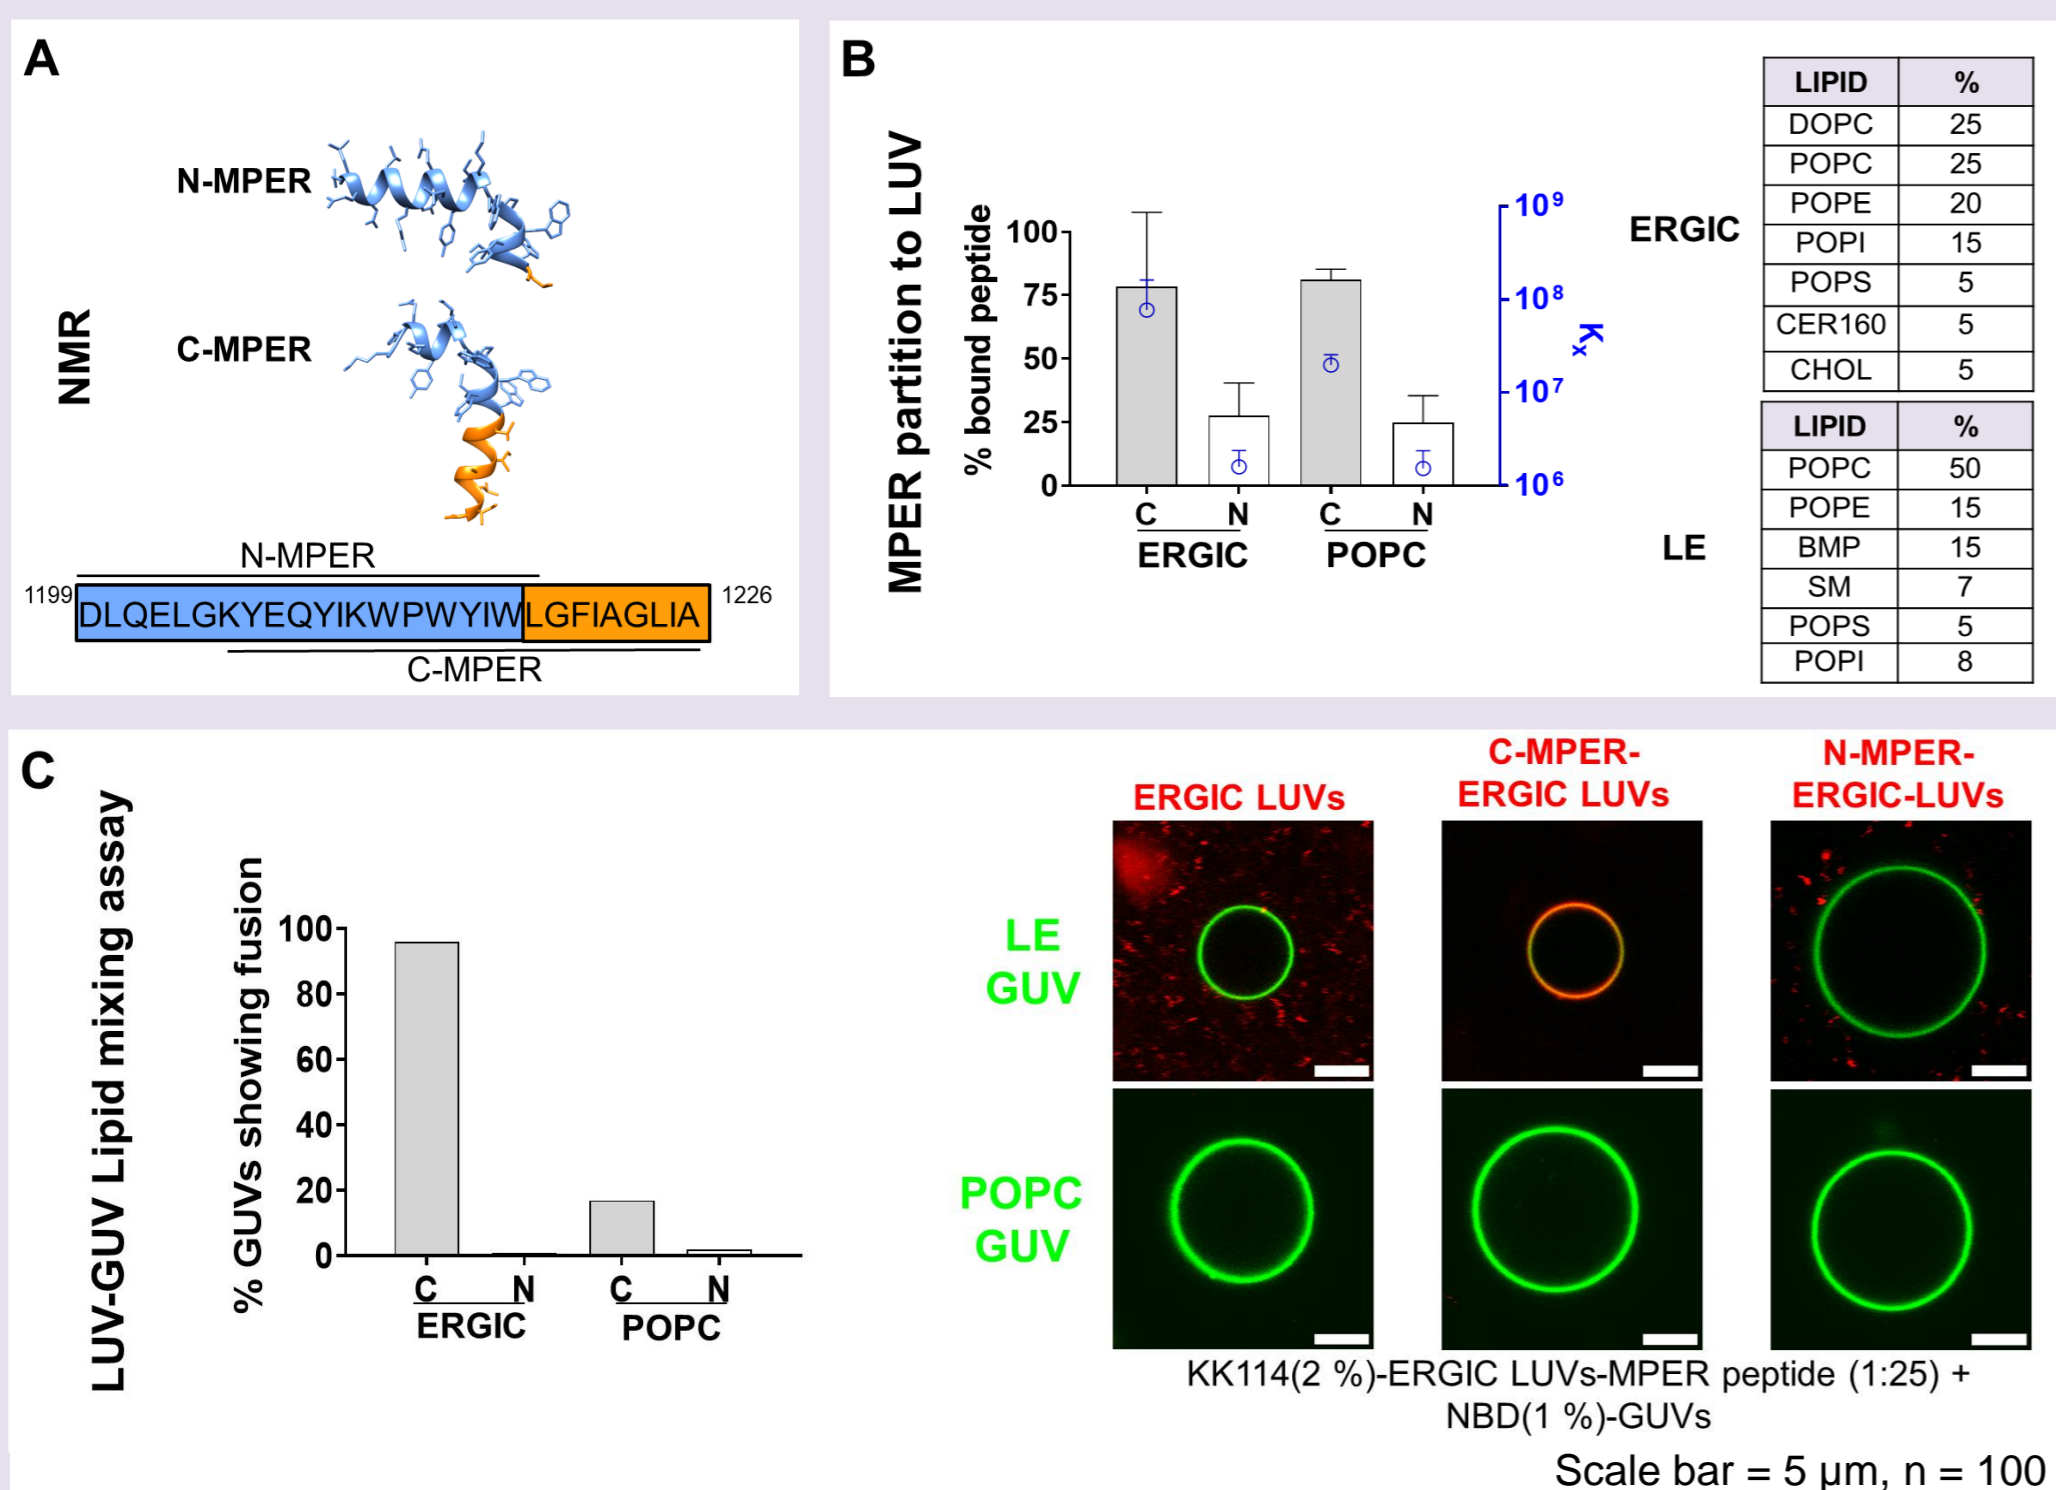 A
N-MPER
C-MPER
NMR
N-MPER
1199
DLQELGKYEQYIKWPWYIWLGFIAGLIA
1226
C-MPER
B
MPER partition to LUV
% bound peptide
100
75
50
25
0
C N C N
ERGIC POPC
10⁹
10⁸
10⁷
10⁶
Kₓ
ERGIC
LIPID %
DOPC 25
POPC 25
POPE 20
POPI 15
POPS 5
CER160 5
CHOL 5
LE
LIPID %
POPC 50
POPE 15
BMP 15
SM 7
POPS 5
POPI 8
C
LUV-GUV Lipid mixing assay
% GUVs showing fusion
100
80
60
40
20
0
C N C N
ERGIC POPC
ERGIC LUVs
C-MPER-
ERGIC LUVs
N-MPER-
ERGIC-LUVs
LE
GUV
POPC
GUV
KK114(2 %)-ERGIC LUVs-MPER peptide (1:25) +
NBD(1 %)-GUVs
Scale bar = 5 µm, n = 100